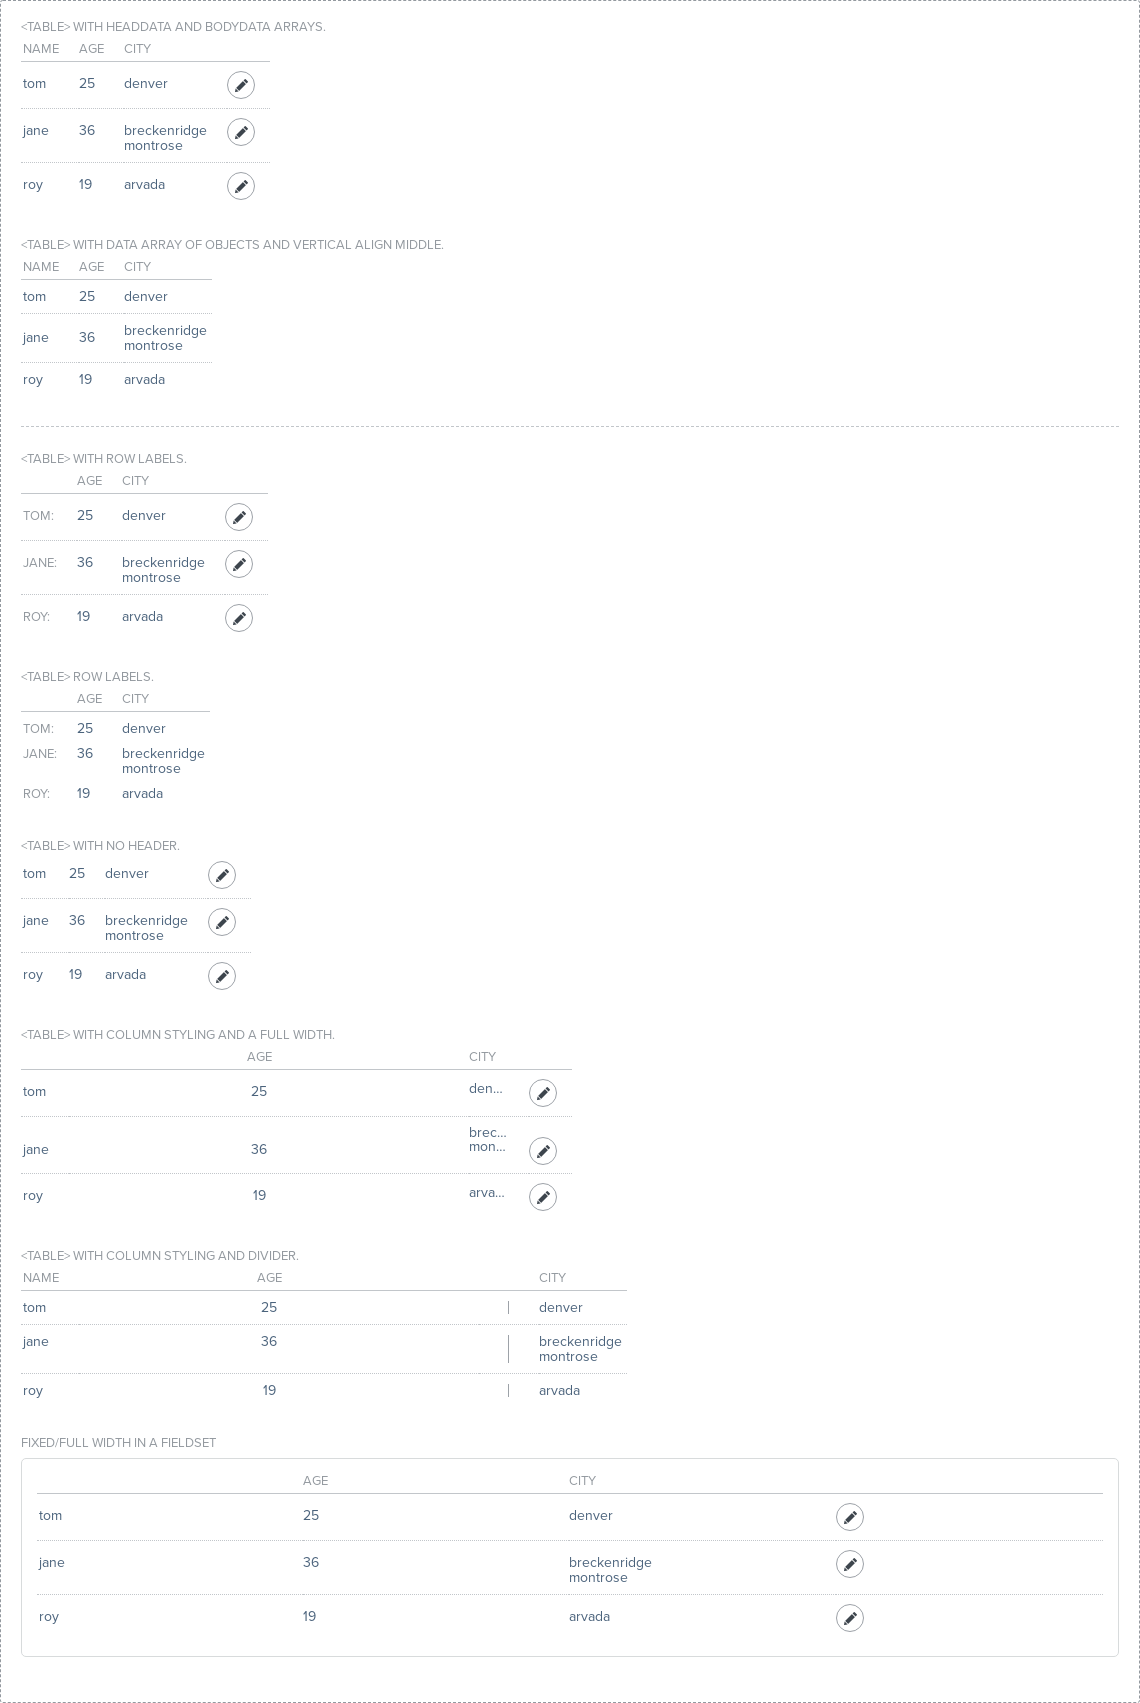 <TABLE> WITH HEADDATA AND BODYDATA ARRAYS.
NAME AGE CITY
tom 25 denver
jane 36 breckenridge
montrose
roy 19 arvada
<TABLE> WITH DATA ARRAY OF OBJECTS AND VERTICAL ALIGN MIDDLE.
NAME AGE CITY
tom 25 denver
jane 36 breckenridge
montrose
roy 19 arvada
<TABLE> WITH ROW LABELS.
AGE CITY
TOM: 25 denver
JANE: 36 breckenridge
montrose
ROY: 19 arvada
<TABLE> ROW LABELS.
AGE CITY
TOM: 25 denver
JANE: 36 breckenridge
montrose
ROY: 19 arvada
<TABLE> WITH NO HEADER.
tom 25 denver
jane 36 breckenridge
montrose
roy 19 arvada
<TABLE> WITH COLUMN STYLING AND A FULL WIDTH.
AGE CITY
tom 25 den...
jane 36 brec...
mon...
roy 19 arva...
<TABLE> WITH COLUMN STYLING AND DIVIDER.
NAME AGE CITY
tom 25 denver
jane 36 breckenridge
montrose
roy 19 arvada
FIXED/FULL WIDTH IN A FIELDSET
AGE CITY
tom 25 denver
jane 36 breckenridge
montrose
roy 19 arvada